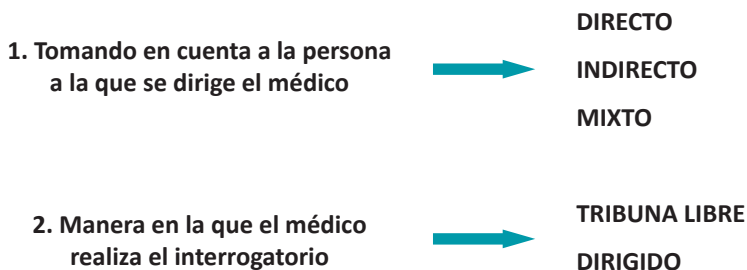 1. Tomando en cuenta a la persona
a la que se dirige el médico
DIRECTO
INDIRECTO
MIXTO
2. Manera en la que el médico
realiza el interrogatorio
TRIBUNA LIBRE
DIRIGIDO